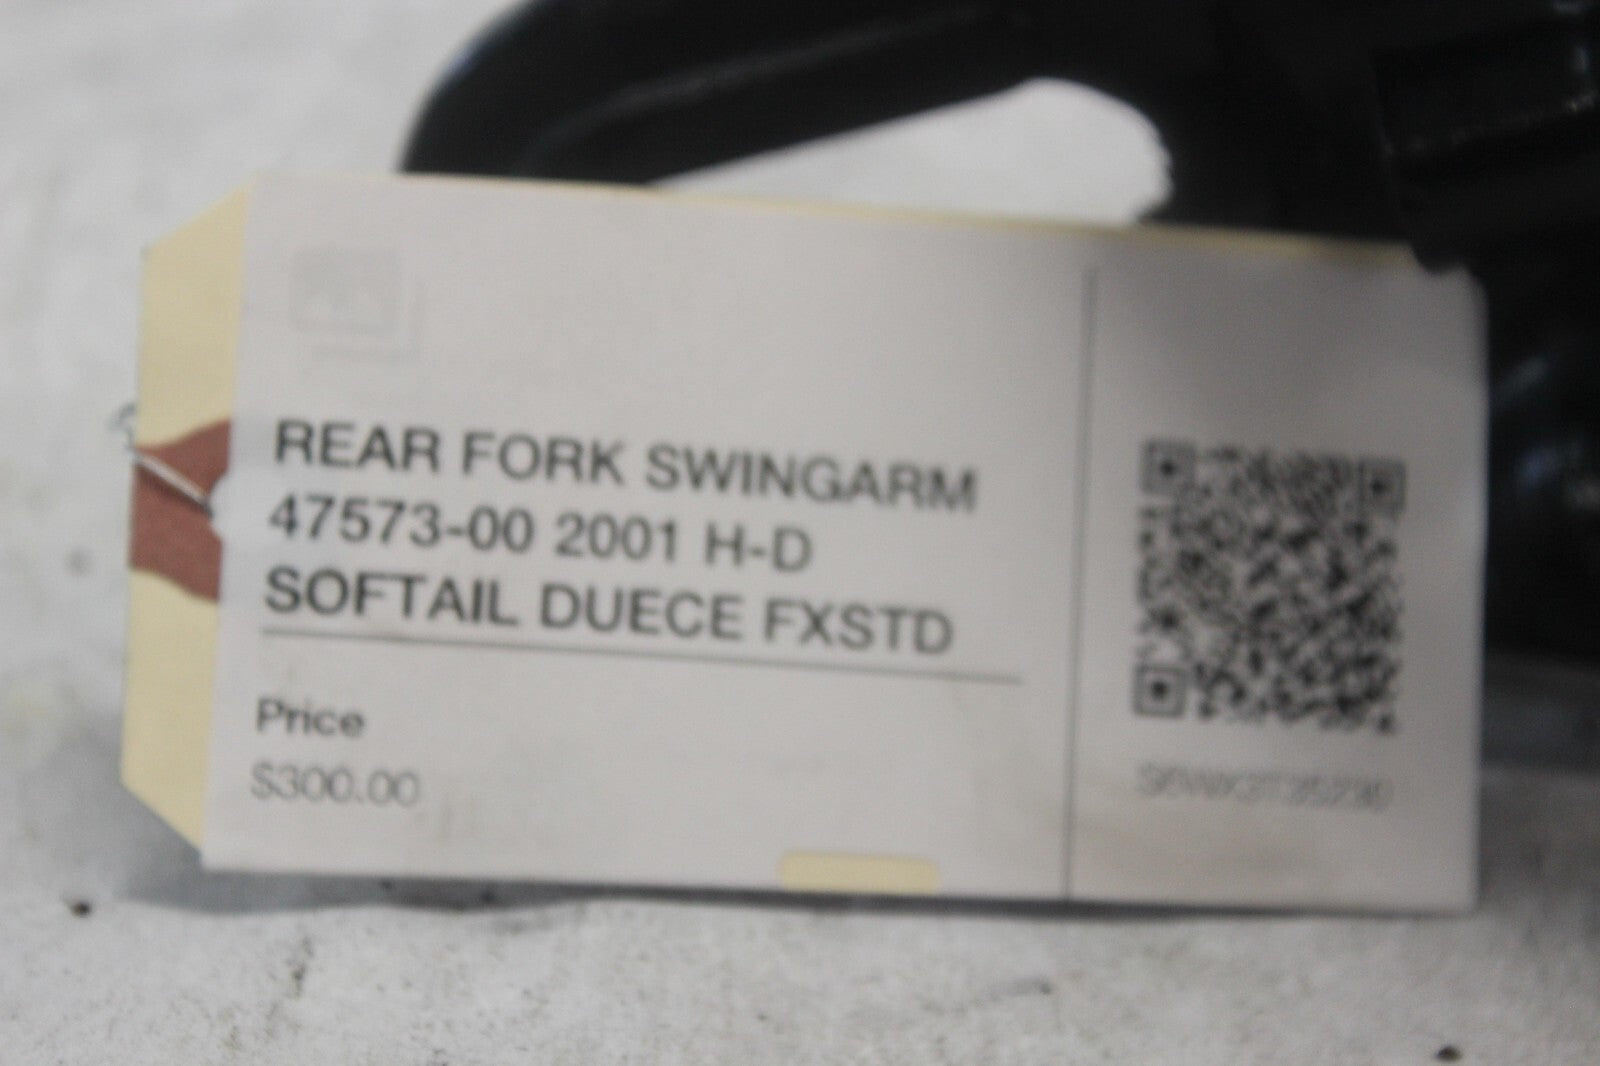 REAR FORK SWINGARM
47573-00 2001 H-D
SOFTAIL DUECE FXSTD
Price
$300.00